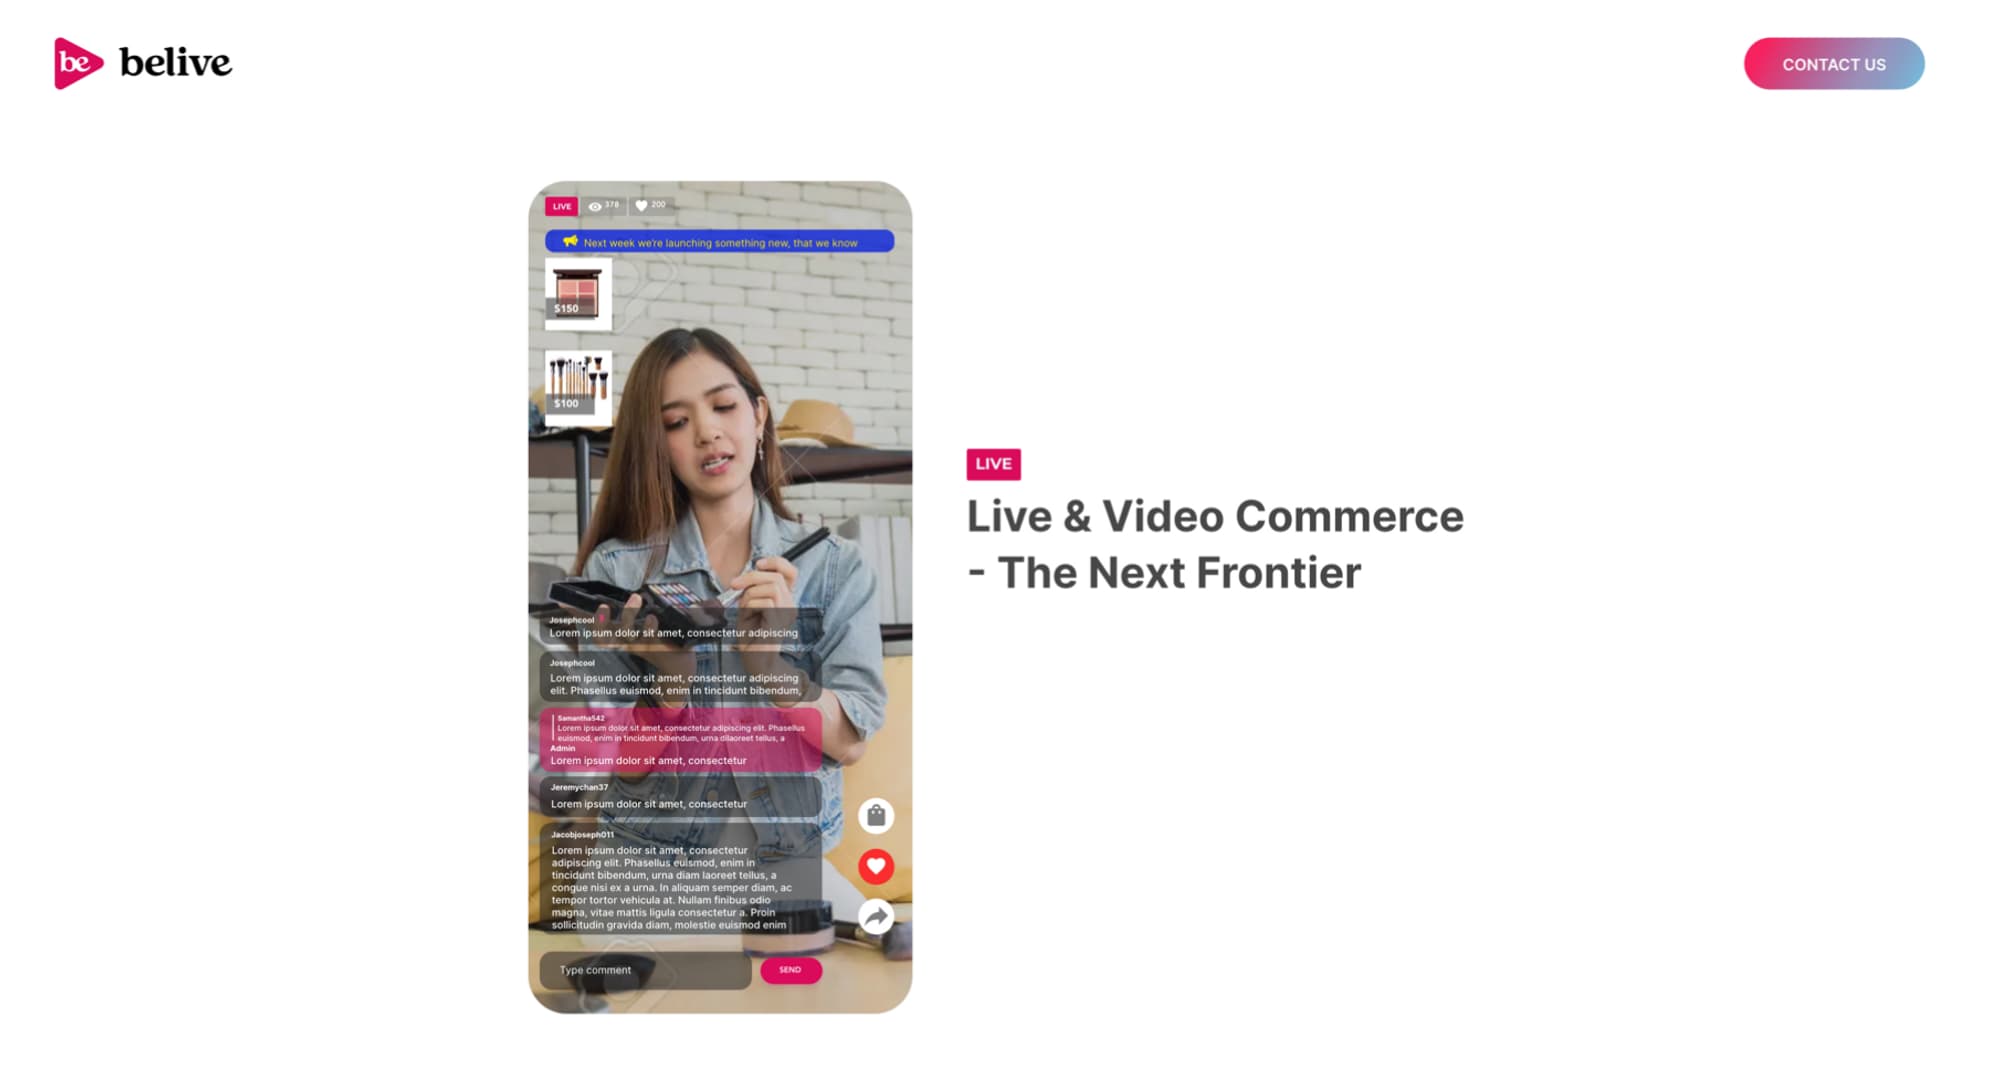 be belive
CONTACT US
LIVE 378 200
Next week we're launching something new, that we know
$150
$100
Josephcool
Lorem ipsum dolor sit amet, consectetur adipiscing
Josephcool
Lorem ipsum dolor sit amet, consectetur adipiscing
elit. Phasellus euismod, enim in tincidunt bibendum,
Samantha542
Lorem ipsum dolor sit amet, consectetur adipiscing elit. Phasellus
euismod, enim in tincidunt bibendum, urna dilaoreet tellus, a
Admin
Lorem ipsum dolor sit amet, consectetur
Jeremychan37
Lorem ipsum dolor sit amet, consectetur
Jacobjoseph011
Lorem ipsum dolor sit amet, consectetur
adipiscing elit. Phasellus euismod, enim in
tincidunt bibendum, urna diam laoreet tellus, a
congue nisi ex a urna. In aliquam semper diam, ac
tempor tortor vehicula at. Nullam finibus odio
magna, vitae mattis ligula consectetur a. Proin
sollicitudin gravida diam, molestie euismod enim
Type comment
SEND
LIVE
Live & Video Commerce
- The Next Frontier